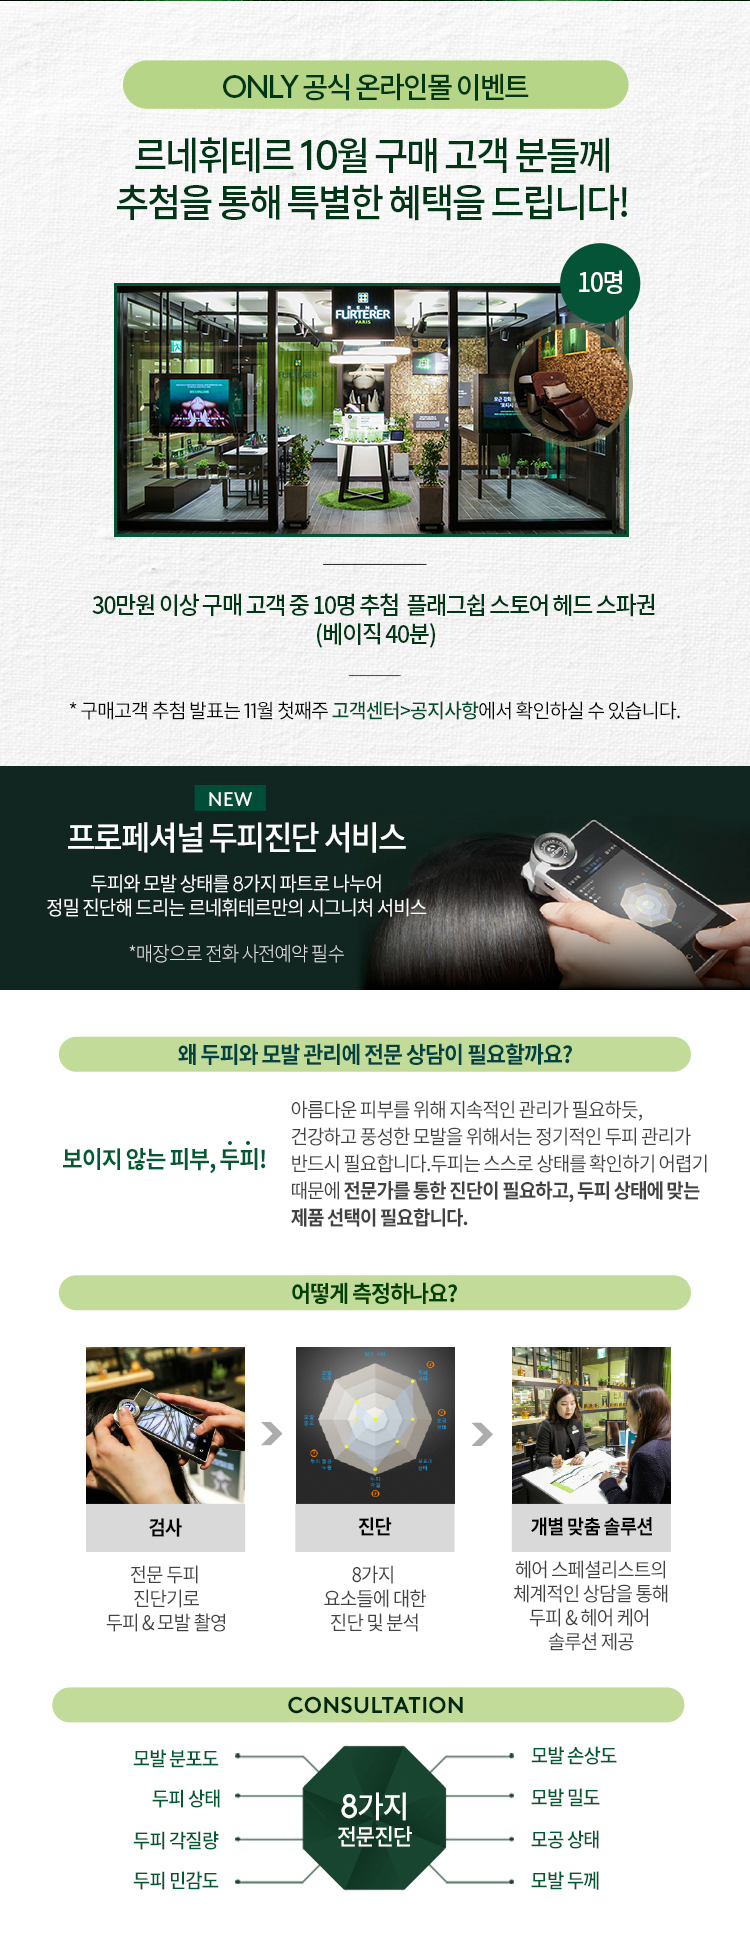 ONLY 공식 온라인몰 이벤트
르네휘테르 10월 구매 고객 분들께
추첨을 통해 특별한 혜택을 드립니다!
10명
RENE
FURTERER
PARIS
FURTERER
30만원 이상 구매 고객 중 10명 추첨 플래그쉽 스토어 헤드 스파권
(베이직 40분)
* 구매고객 추첨 발표는 11월 첫째주 고객센터>공지사항에서 확인하실 수 있습니다.
NEW
프로페셔널 두피진단 서비스
두피와 모발 상태를 8가지 파트로 나누어
정밀 진단해 드리는 르네휘테르만의 시그니처 서비스
*매장으로 전화 사전예약 필수
왜 두피와 모발 관리에 전문 상담이 필요할까요?
보이지 않는 피부, 두피!
아름다운 피부를 위해 지속적인 관리가 필요하듯,
건강하고 풍성한 모발을 위해서는 정기적인 두피 관리가
반드시 필요합니다.두피는 스스로 상태를 확인하기 어렵기
때문에 전문가를 통한 진단이 필요하고, 두피 상태에 맞는
제품 선택이 필요합니다.
어떻게 측정하나요?
검사
진단
개별 맞춤 솔루션
전문 두피
진단기로
두피 & 모발 촬영
8가지
요소들에 대한
진단 및 분석
헤어 스페셜리스트의
체계적인 상담을 통해
두피 & 헤어 케어
솔루션 제공
CONSULTATION
모발 분포도
두피 상태
두피 각질량
두피 민감도
8가지
전문진단
모발 손상도
모발 밀도
모공 상태
모발 두께